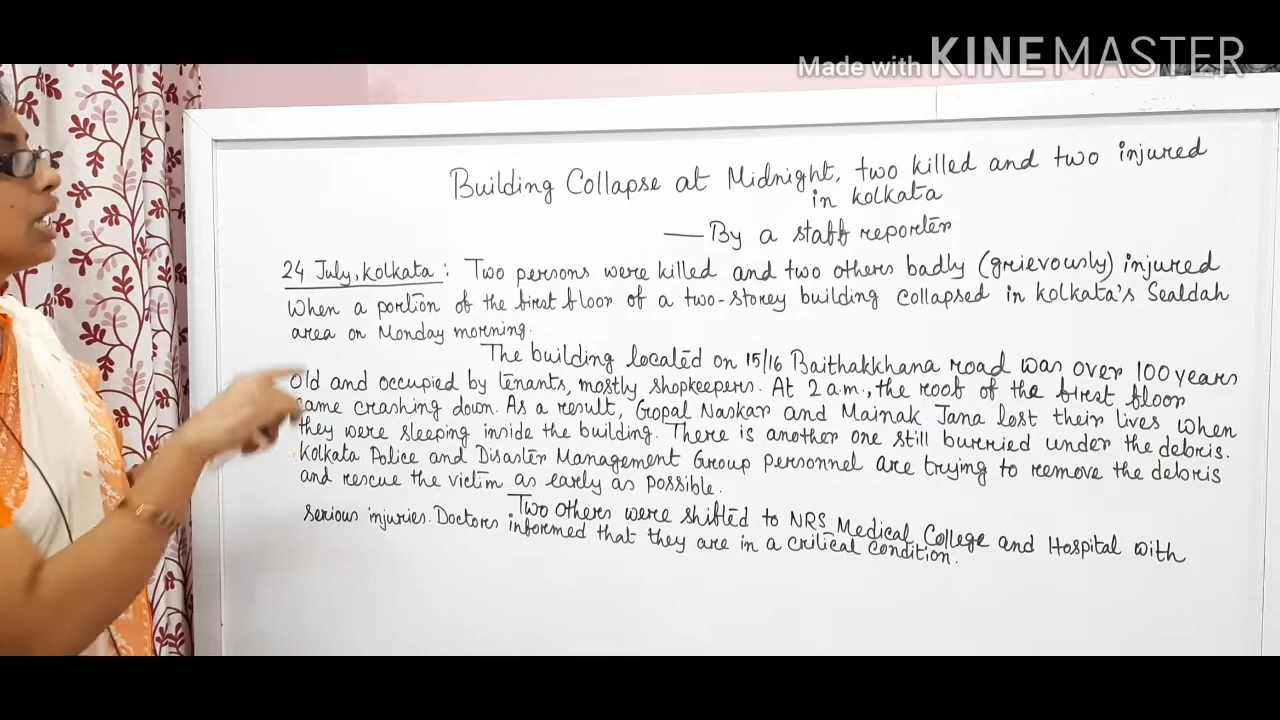 Made with KINEMASTER
Building Collapse at Midnight, two killed and two injured
in Kolkata
— By a staff reporter
24 July, Kolkata : Two persons were killed and two others badly (grievously) injured
when a portion of the first floor of a two-storey building collapsed in Kolkata's Sealdah
area on Monday morning.
The building located on 15/16 Baithakkhana road was over 100 years
old and occupied by tenants, mostly shopkeepers. At 2 a.m., the roof of the first floor
came crashing down. As a result, Gopal Naskar and Mainak Jana lost their lives when
they were sleeping inside the building. There is another one still burried under the debris.
Kolkata Police and Disaster Management Group personnel are trying to remove the debris
and rescue the victim as early as possible.
Two others were shifted to NRS Medical College and Hospital with
serious injuries. Doctors informed that they are in a critical condition.